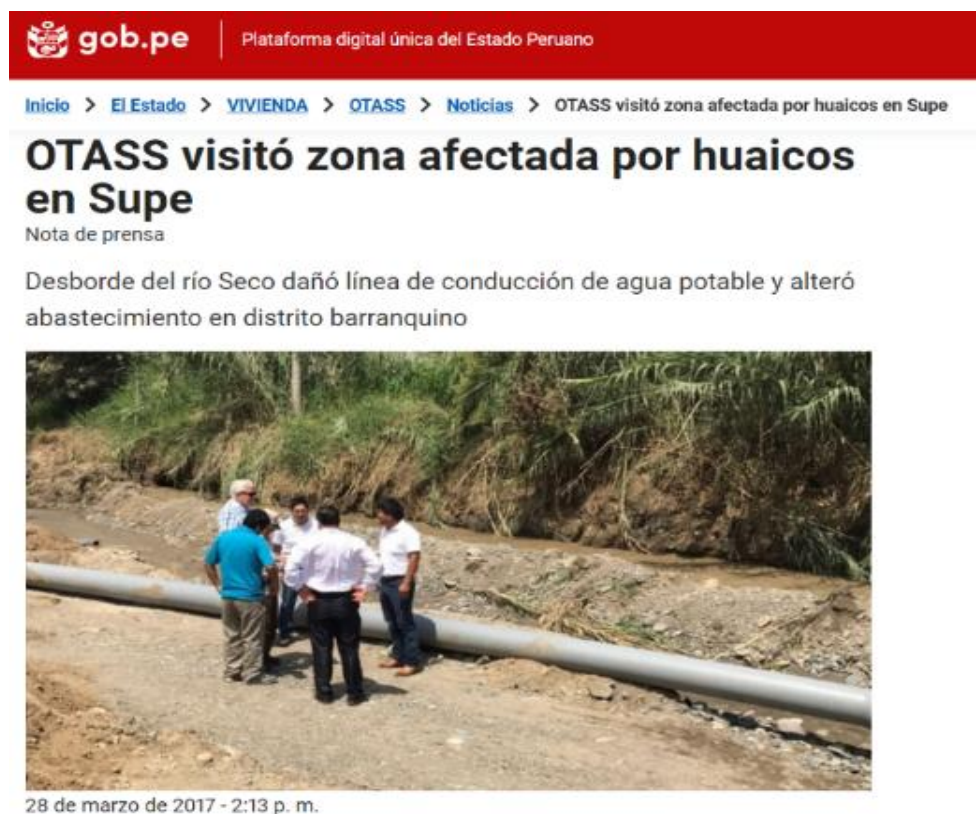 gob.pe
Plataforma digital única del Estado Peruano
Inicio > El Estado > VIVIENDA > OTASS > Noticias > OTASS visitó zona afectada por huaicos en Supe
OTASS visitó zona afectada por huaicos
en Supe
Nota de prensa
Desborde del río Seco dañó línea de conducción de agua potable y alteró
abastecimiento en distrito barranquino
28 de marzo de 2017 - 2:13 p. m.